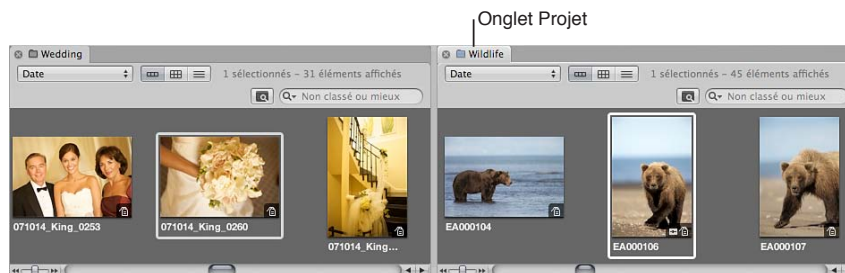 Onglet Projet
Wedding
Date
1 sélectionnés – 31 éléments affichés
Non classé ou mieux
071014_King_0253
071014_King_0260
071014_King...
Wildlife
Date
1 sélectionnés – 45 éléments affichés
Non classé ou mieux
EA000104
EA000106
EA000107